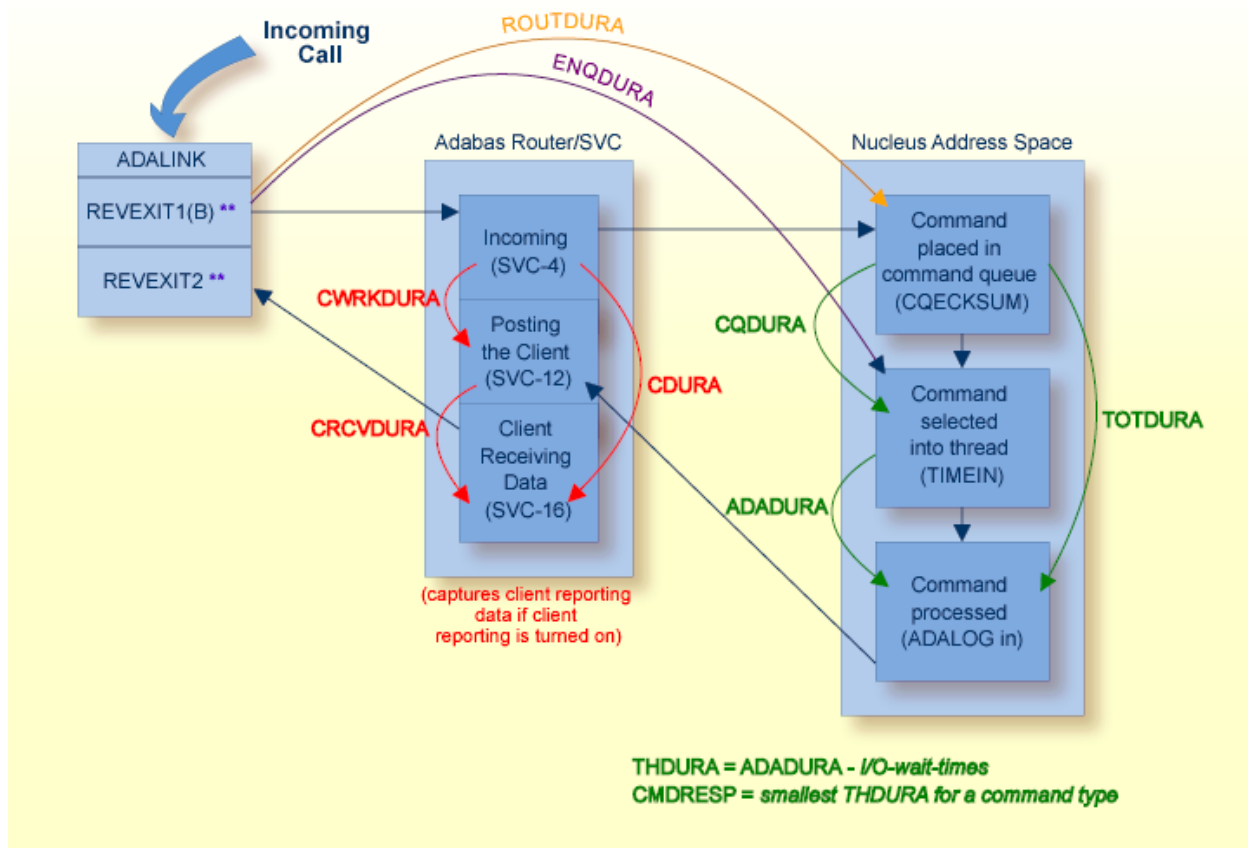 Incoming
Call
ROUTDURA
ENQDURA
ADALINK
REVEXIT1(B) **
REVEXIT2 **
Adabas Router/SVC
Incoming
(SVC-4)
CWRKDURA
Posting
the Client
(SVC-12)
CDURA
CRCVDURA
Client
Receiving
Data
(SVC-16)
(captures client reporting
data if client
reporting is turned on)
Nucleus Address Space
Command
placed in
command queue
(CQECKSUM)
CQDURA
Command
selected
into thread
(TIMEIN)
TOTDURA
ADADURA
Command
processed
(ADALOG in)
THDURA = ADADURA - I/O-wait-times
CMDRESP = smallest THDURA for a command type